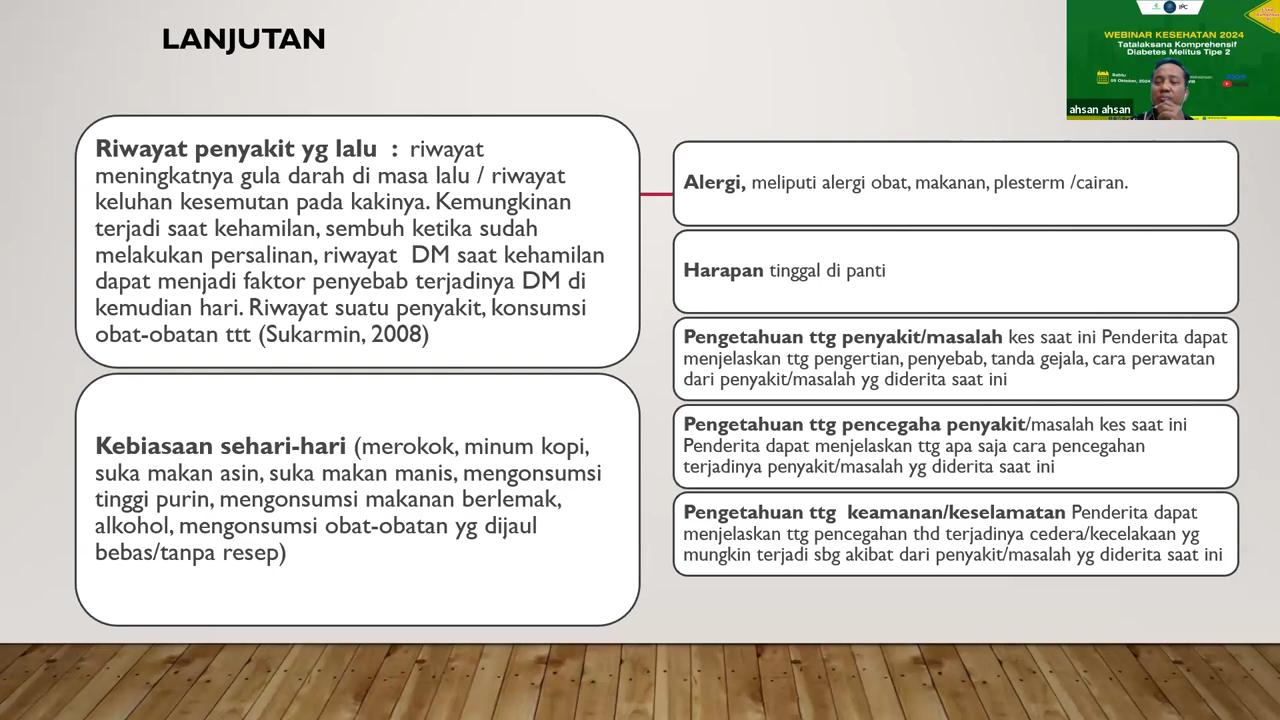 LANJUTAN
Riwayat penyakit yg lalu : riwayat
meningkatnya gula darah di masa lalu / riwayat
keluhan kesemutan pada kakinya. Kemungkinan
terjadi saat kehamilan, sembuh ketika sudah
melakukan persalinan, riwayat DM saat kehamilan
dapat menjadi faktor penyebab terjadinya DM di
kemudian hari. Riwayat suatu penyakit, konsumsi
obat-obatan ttt (Sukarmin, 2008)
Kebiasaan sehari-hari (merokok, minum kopi,
suka makan asin, suka makan manis, mengonsumsi
tinggi purin, mengonsumsi makanan berlemak,
alkohol, mengonsumsi obat-obatan yg dijaul
bebas/tanpa resep)
Alergi, meliputi alergi obat, makanan, plesterm /cairan.
Harapan tinggal di panti
Pengetahuan ttg penyakit/masalah kes saat ini Penderita dapat
menjelaskan ttg pengertian, penyebab, tanda gejala, cara perawatan
dari penyakit/masalah yg diderita saat ini
Pengetahuan ttg pencegaha penyakit/masalah kes saat ini
Penderita dapat menjelaskan ttg apa saja cara pencegahan
terjadinya penyakit/masalah yg diderita saat ini
Pengetahuan ttg keamanan/keselamatan Penderita dapat
menjelaskan ttg pencegahan thd terjadinya cedera/kecelakaan yg
mungkin terjadi sbg akibat dari penyakit/masalah yg diderita saat ini
IPC
WEBINAR KESEHATAN 2024
Tatalaksana Komprehensif
Diabetes Melitus Tipe 2
Sabtu
ahsan ahsan